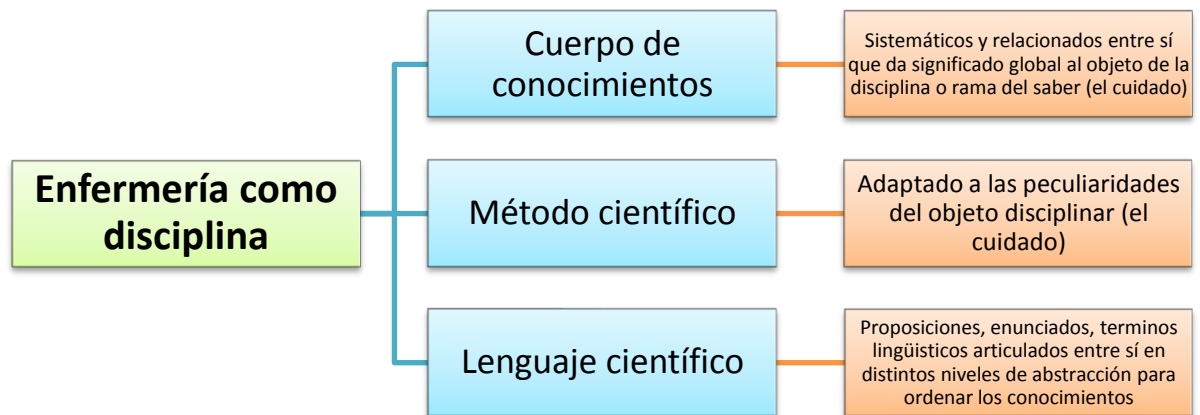 Enfermería como
disciplina
Cuerpo de
conocimientos
Sistemáticos y relacionados entre sí
que da significado global al objeto de la
disciplina o rama del saber (el cuidado)
Método científico
Adaptado a las peculiaridades
del objeto disciplinar (el
cuidado)
Lenguaje científico
Proposiciones, enunciados, terminos
lingüisticos articulados entre sí en
distintos niveles de abstracción para
ordenar los conocimientos